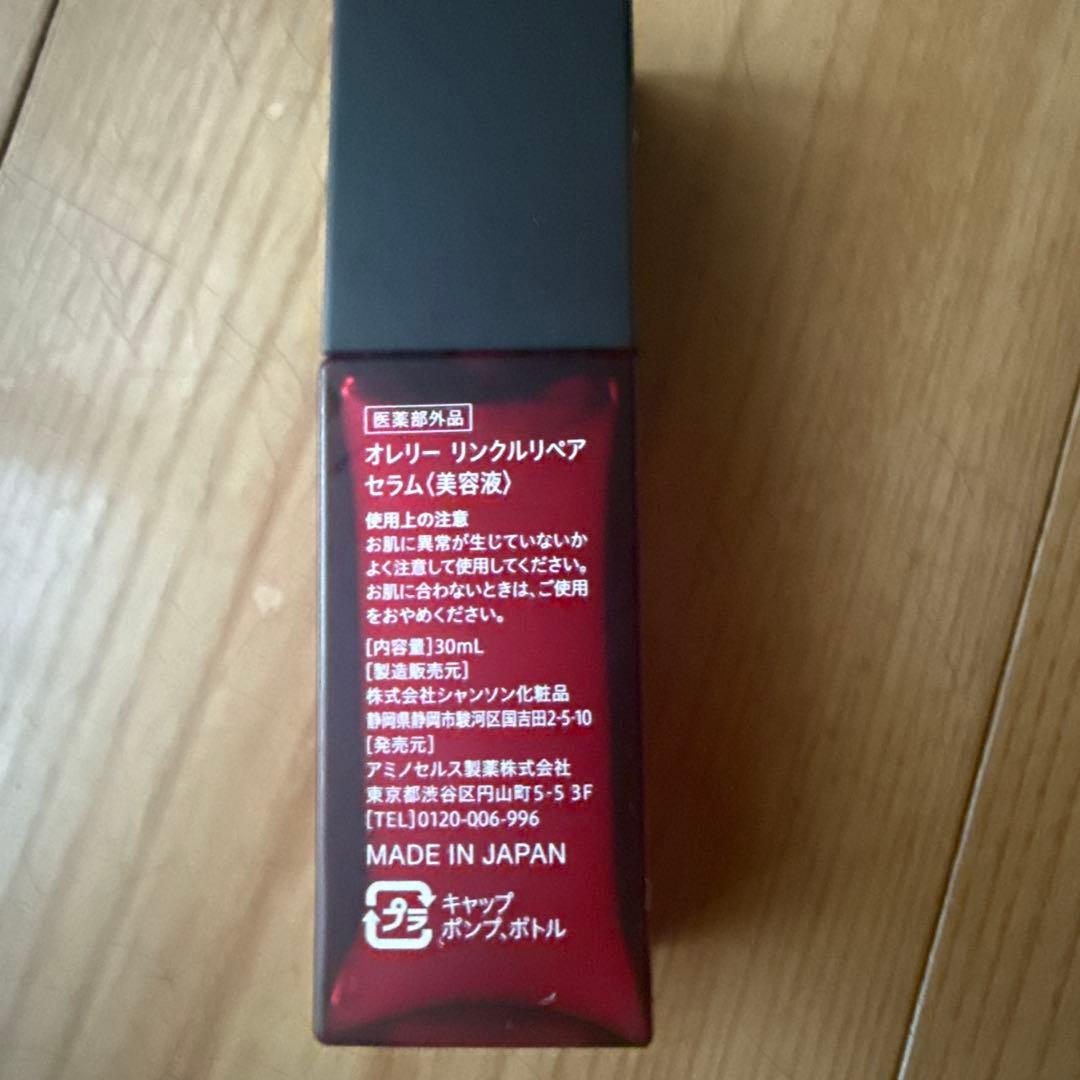 医薬部外品
オレリー リンクルリペア
セラム〈美容液〉
使用上の注意
お肌に異常が生じていないか
よく注意して使用してください。
お肌に合わないときは、ご使用
をおやめください。
[内容量]30mL
[製造販売元]
株式会社シャンソン化粧品
静岡県静岡市駿河区国吉田2-5-10
[発売元]
アミノセルス製薬株式会社
東京都渋谷区円山町5-5 3F
[TEL]0120-006-996
MADE IN JAPAN
プラ キャップ
ポンプ、ボトル